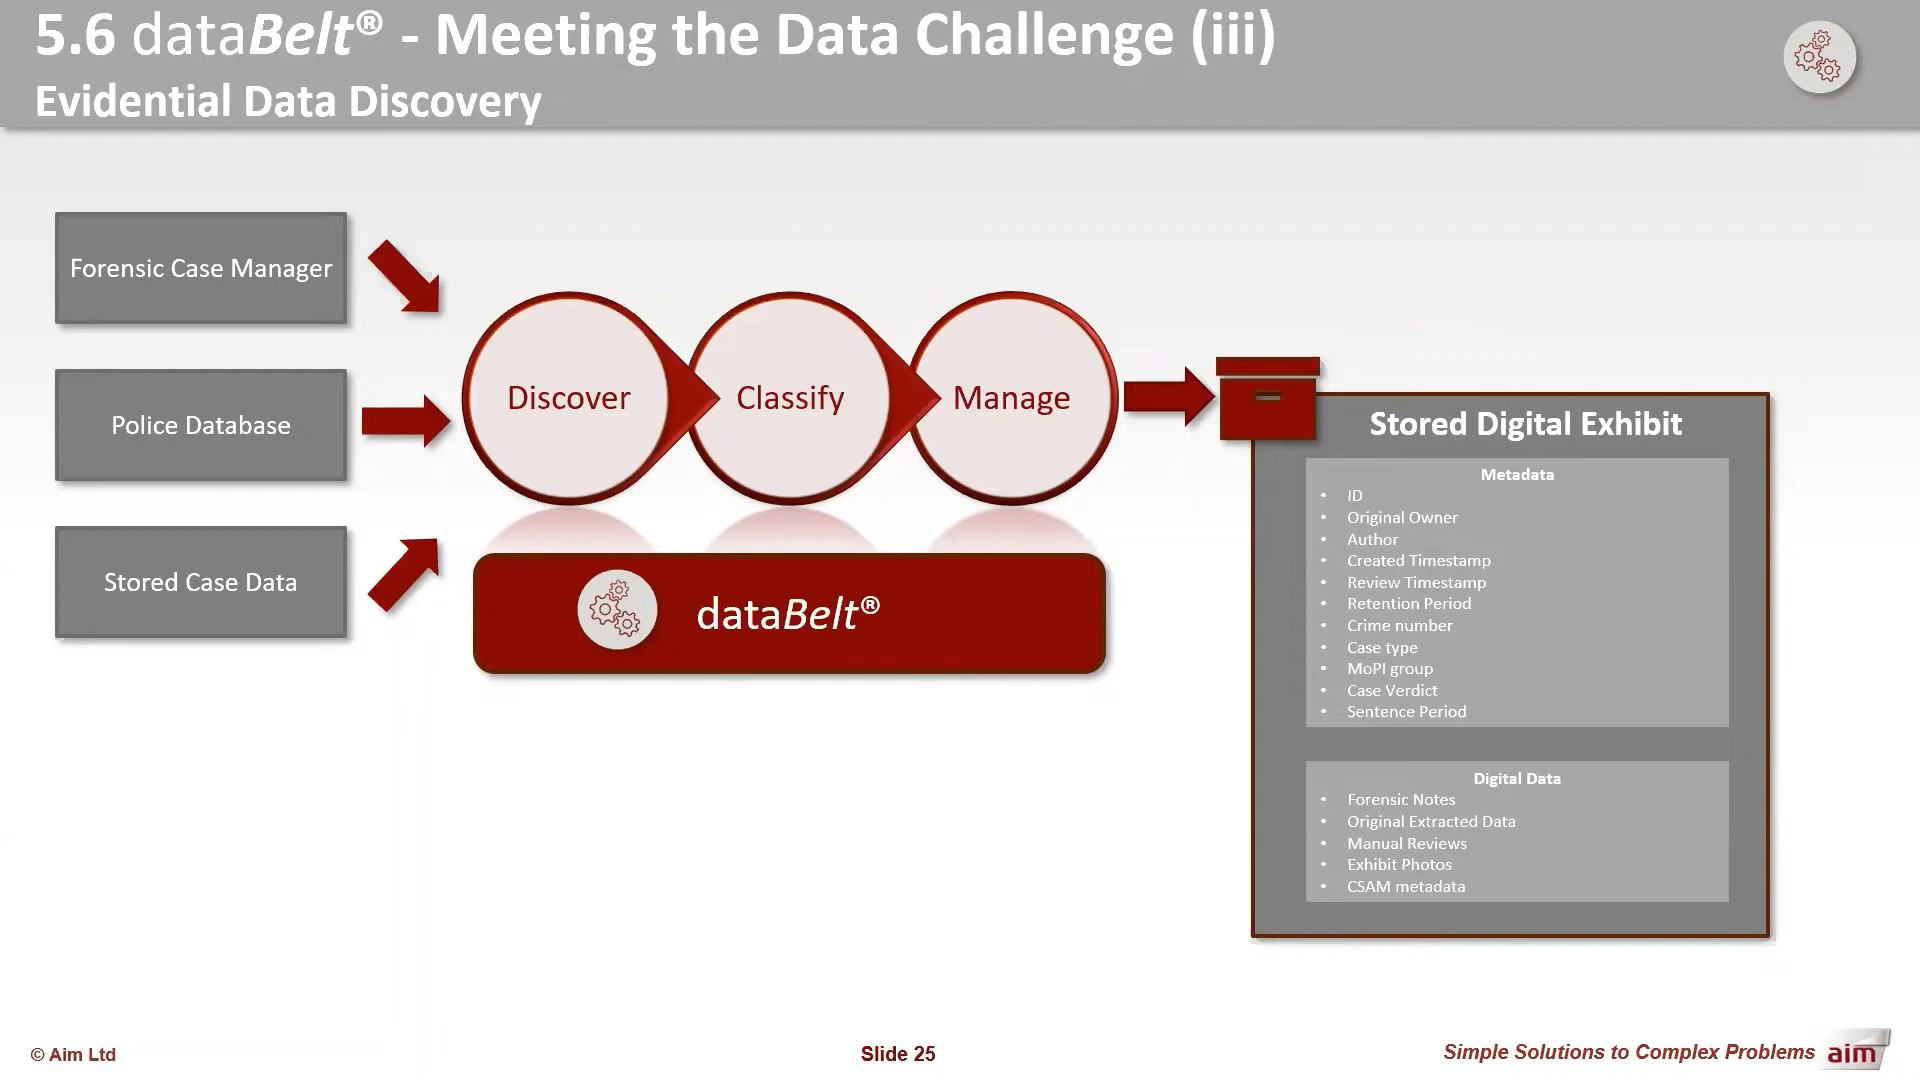 5.6 dataBelt® - Meeting the Data Challenge (iii)
Evidential Data Discovery
Forensic Case Manager
Police Database
Stored Case Data
Discover
Classify
Manage
dataBelt®
Stored Digital Exhibit
Metadata
• ID
• Original Owner
• Author
• Created Timestamp
• Review Timestamp
• Retention Period
• Crime number
• Case type
• MoPI group
• Case Verdict
• Sentence Period
Digital Data
• Forensic Notes
• Original Extracted Data
• Manual Reviews
• Exhibit Photos
• CSAM metadata
© Aim Ltd
Slide 25
Simple Solutions to Complex Problems
aim